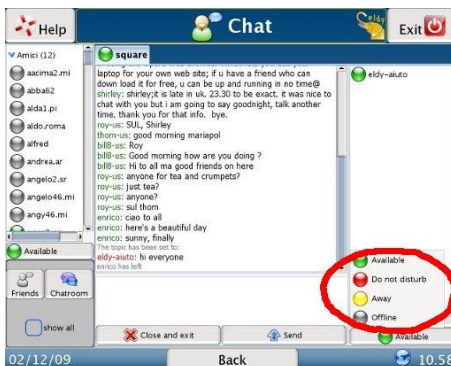 Help
Chat
eldy
Exit
Amici (12)
aacima2.mi
abba62
alda1.pi
aldo.roma
alfred
andrea.ar
angelo2.sr
angelo46.mi
angy46.mi
Available
Friends
Chatroom
show all
square
laptop for your own web site; if u have a friend who can
down load it for free, u can be up and running in no time@
shirley: shirley;it is late in uk. 23.30 to be exact. it was nice to
chat with you but i am going to say goodnight, talk another
time. thank you for that info. bye.
roy-us: SUL, Shirley
thom-us: good morning mariapol
bill8-us: Roy
bill8-us: Good morning how are you doing ?
bill8-us: Hi to all ma good friends on here
roy-us: anyone for tea and crumpets?
roy-us: just tea?
roy-us: anyone?
roy-us: sul thom
enrico: ciao to all
enrico: here's a beautiful day
enrico: sunny, finally
The topic has been set to:
eldy-aiuto: hi everyone
enrico has left
Close and exit
Send
eldy-aiuto
Available
Do not disturb
Away
Offline
Available
02/12/09
Back
10.58